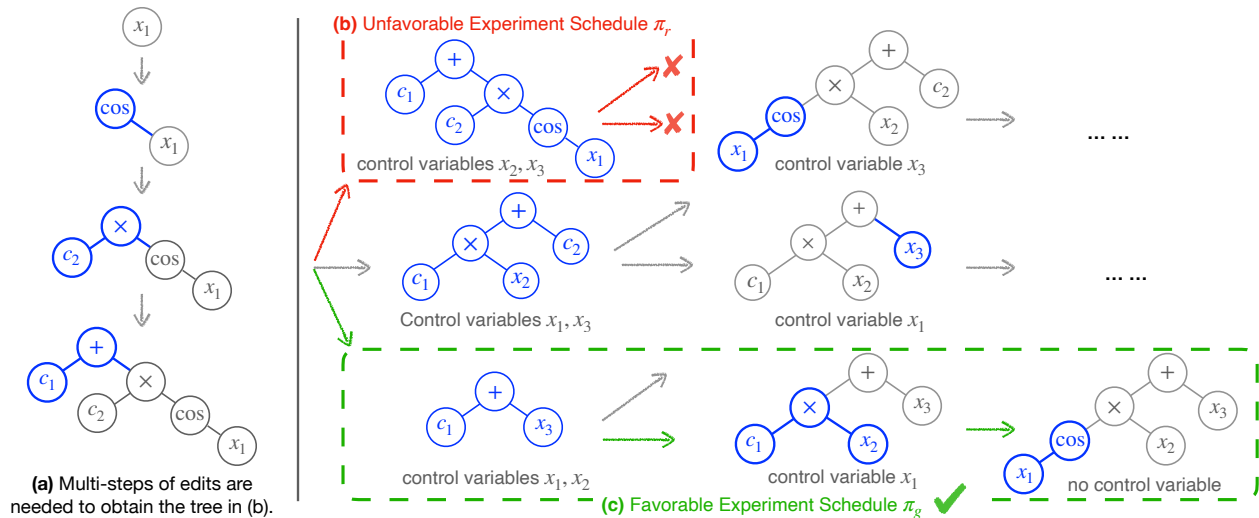 x₁
cos
x₁
×
c₂
cos
x₁
+
c₁
×
c₂
cos
x₁
(a) Multi-steps of edits are
needed to obtain the tree in (b).
(b) Unfavorable Experiment Schedule πᵣ
+
c₁
×
c₂
cos
x₁
✘
✘
control variables x₂, x₃
+
×
c₂
cos
x₂
x₁
control variable x₃
... ...
+
×
c₂
c₁
x₂
Control variables x₁, x₃
+
×
x₃
c₁
x₂
control variable x₁
... ...
+
c₁
x₃
control variables x₁, x₂
+
×
x₃
c₁
x₂
control variable x₁
+
×
x₃
cos
x₂
x₁
no control variable
(c) Favorable Experiment Schedule π_g ✔